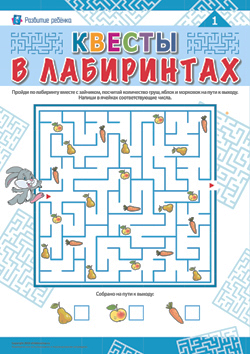 Развитие ребёнка
1
КВЕСТЫ
В ЛАБИРИНТАХ
Пройди по лабиринту вместе с зайчиком, посчитай количество груш, яблок и морковок на пути к выходу.
Напиши в ячейках соответствующие числа.
Собрано на пути к выходу: